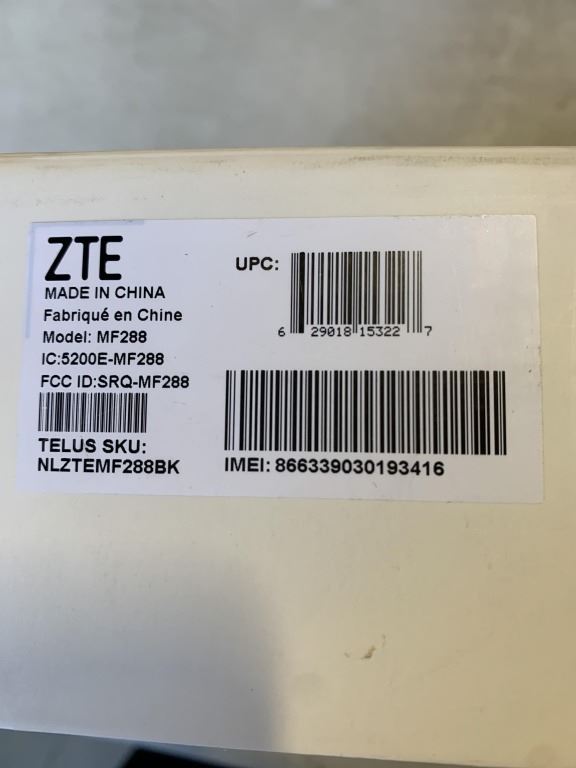 ZTE
MADE IN CHINA
Fabriqué en Chine
Model: MF288
IC:5200E-MF288
FCC ID:SRQ-MF288
TELUS SKU:
NLZTEMF288BK
UPC:
6 29018 15322 7
IMEI: 866339030193416